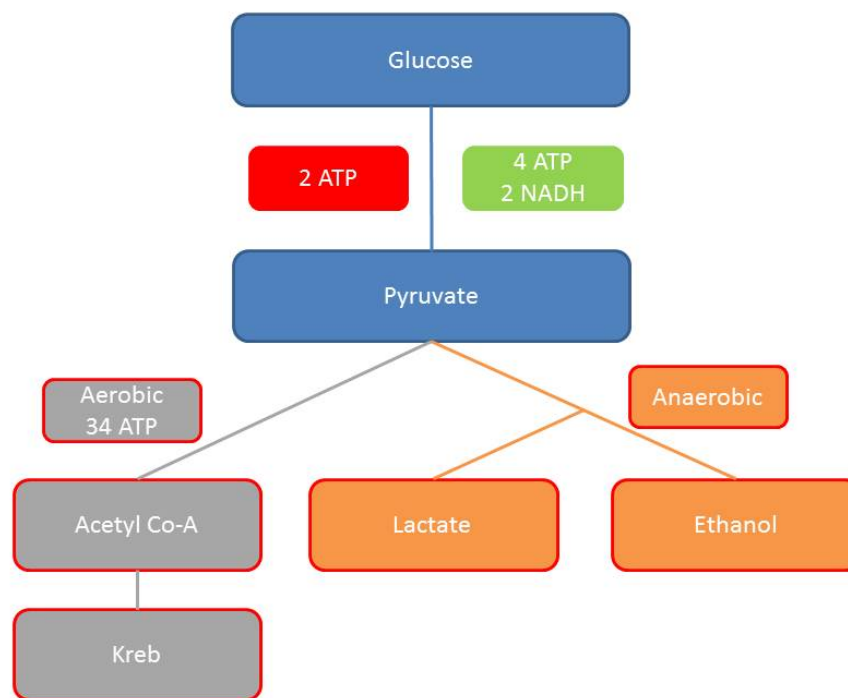 Glucose
2 ATP
4 ATP
2 NADH
Pyruvate
Aerobic
34 ATP
Anaerobic
Acetyl Co-A
Lactate
Ethanol
Kreb